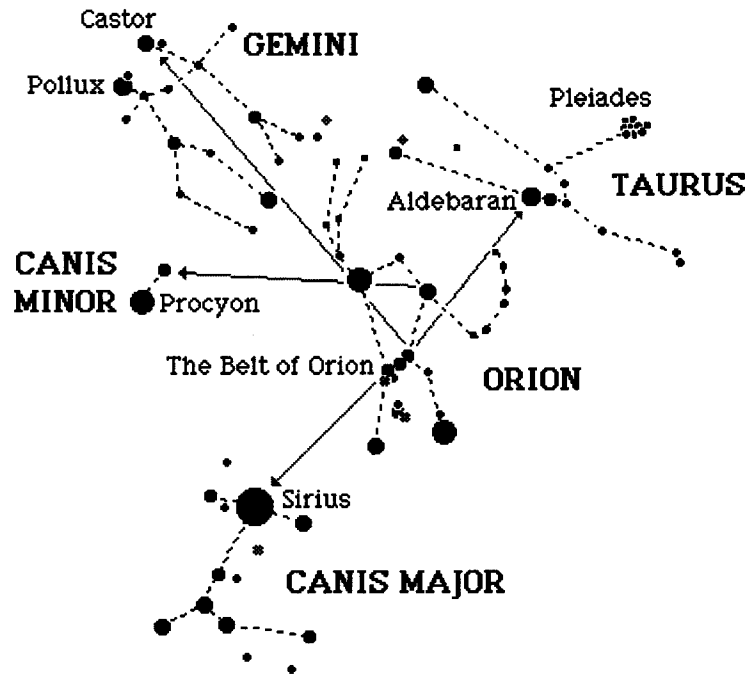 Castor
GEMINI
Pollux
Pleiades
Aldebaran
TAURUS
CANIS
MINOR
Procyon
The Belt of Orion
ORION
Sirius
CANIS MAJOR